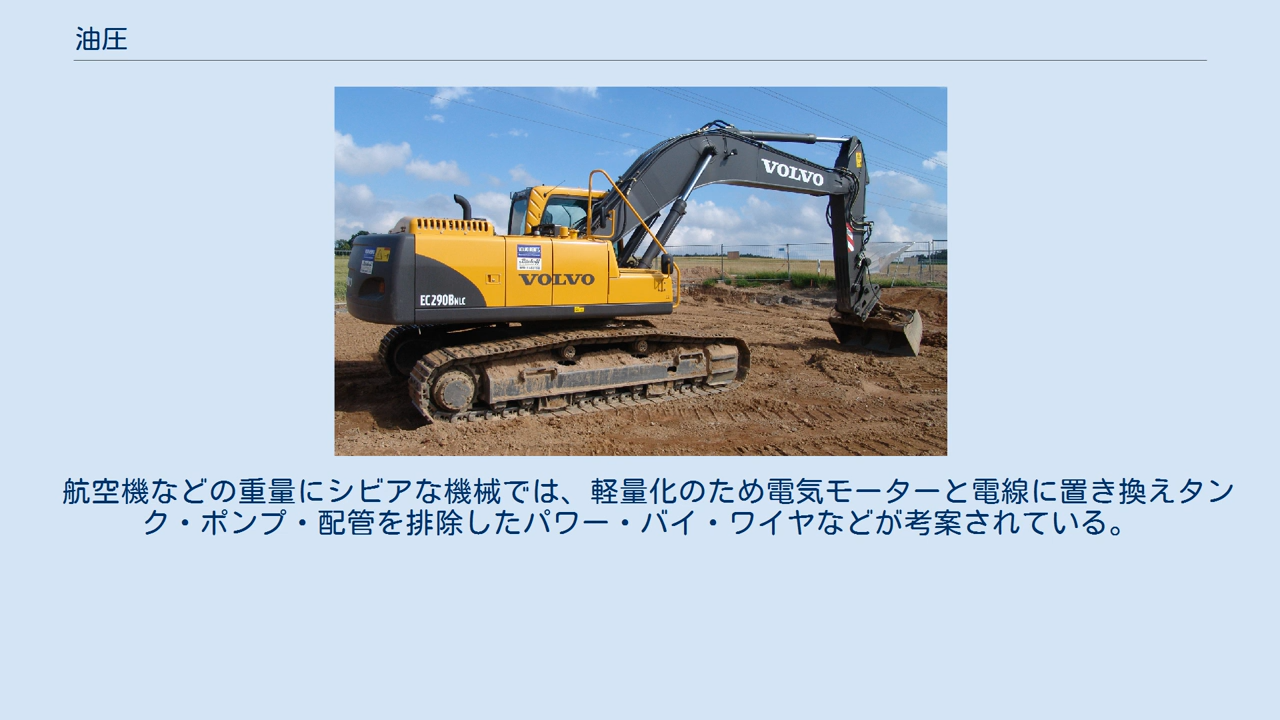 油圧
VOLVO
VOLVO
EC290BNLC
航空機などの重量にシビアな機械では、軽量化のため電気モーターと電線に置き換えタン
ク・ポンプ・配管を排除したパワー・バイ・ワイヤなどが考案されている。